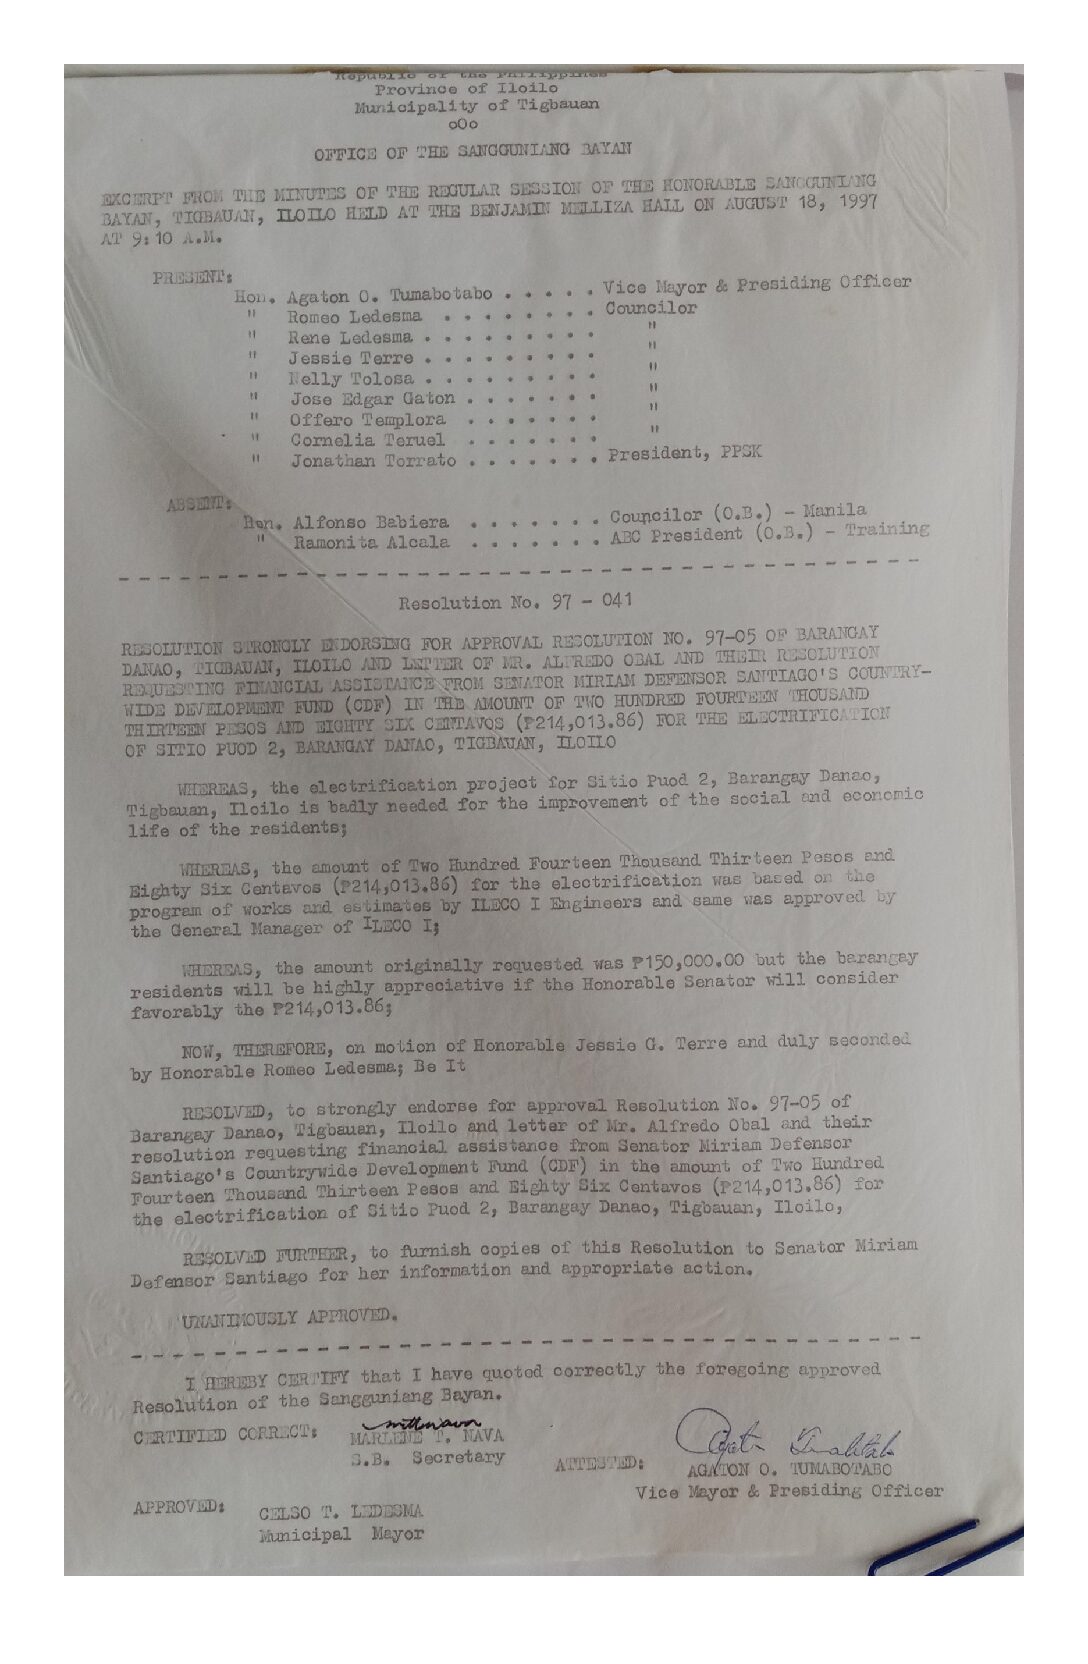 Republic of the Philippines
Province of Iloilo
Municipality of Tigbauan
oOo
OFFICE OF THE SANGGUNIANG BAYAN
EXCERPT FROM THE MINUTES OF THE REGULAR SESSION OF THE HONORABLE SANGGUNIANG
BAYAN, TIGBAUAN, ILOILO HELD AT THE BENJAMIN MELLIZA HALL ON AUGUST 18, 1997
AT 9:10 A.M.
PRESENT:
Hon. Agaton O. Tumabotabo . . . . . Vice Mayor & Presiding Officer
" Romeo Ledesma . . . . . . . . Councilor
" Rene Ledesma . . . . . . . . . "
" Jessie Terre . . . . . . . . . "
" Nelly Tolosa . . . . . . . . . "
" Jose Edgar Gaton . . . . . . . "
" Offero Templora . . . . . . . "
" Cornelia Teruel . . . . . . . "
" Jonathan Torrato . . . . . . . President, PPSK
ABSENT:
Hon. Alfonso Babiera . . . . . . . Councilor (O.B.) - Manila
" Ramonita Alcala . . . . . . . ABC President (O.B.) - Training
Resolution No. 97 - 041
RESOLUTION STRONGLY ENDORSING FOR APPROVAL RESOLUTION NO. 97-05 OF BARANGAY
DANAO, TIGBAUAN, ILOILO AND LETTER OF MR. ALFREDO OBAL AND THEIR RESOLUTION
REQUESTING FINANCIAL ASSISTANCE FROM SENATOR MIRIAM DEFENSOR SANTIAGO'S COUNTRY-
WIDE DEVELOPMENT FUND (CDF) IN THE AMOUNT OF TWO HUNDRED FOURTEEN THOUSAND
THIRTEEN PESOS AND EIGHTY SIX CENTAVOS (₱214,013.86) FOR THE ELECTRIFICATION
OF SITIO PUOD 2, BARANGAY DANAO, TIGBAUAN, ILOILO
WHEREAS, the electrification project for Sitio Puod 2, Barangay Danao,
Tigbauan, Iloilo is badly needed for the improvement of the social and economic
life of the residents;
WHEREAS, the amount of Two Hundred Fourteen Thousand Thirteen Pesos and
Eighty Six Centavos (₱214,013.86) for the electrification was based on the
program of works and estimates by ILECO I Engineers and same was approved by
the General Manager of ILECO I;
WHEREAS, the amount originally requested was ₱150,000.00 but the barangay
residents will be highly appreciative if the Honorable Senator will consider
favorably the ₱214,013.86;
NOW, THEREFORE, on motion of Honorable Jessie G. Terre and duly seconded
by Honorable Romeo Ledesma; Be It
RESOLVED, to strongly endorse for approval Resolution No. 97-05 of
Barangay Danao, Tigbauan, Iloilo and letter of Mr. Alfredo Obal and their
resolution requesting financial assistance from Senator Miriam Defensor
Santiago's Countrywide Development Fund (CDF) in the amount of Two Hundred
Fourteen Thousand Thirteen Pesos and Eighty Six Centavos (₱214,013.86) for
the electrification of Sitio Puod 2, Barangay Danao, Tigbauan, Iloilo,
RESOLVED FURTHER, to furnish copies of this Resolution to Senator Miriam
Defensor Santiago for her information and appropriate action.
UNANIMOUSLY APPROVED.
I HEREBY CERTIFY that I have quoted correctly the foregoing approved
Resolution of the Sangguniang Bayan.
CERTIFIED CORRECT: MARLENE T. NAVA
S.B. Secretary
ATTESTED: AGATON O. TUMABOTABO
Vice Mayor & Presiding Officer
APPROVED: CELSO T. LEDESMA
Municipal Mayor